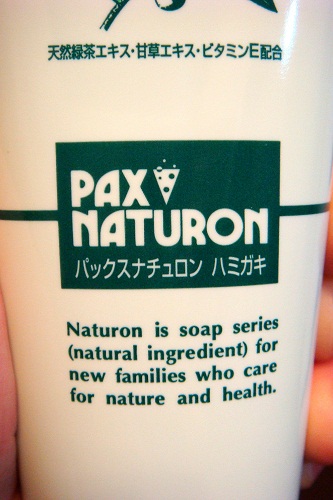 天然緑茶エキス・甘草エキス・ビタミンE配合
PAX
NATURON
パックスナチュロン ハミガキ
Naturon is soap series
(natural ingredient) for
new families who care
for nature and health.